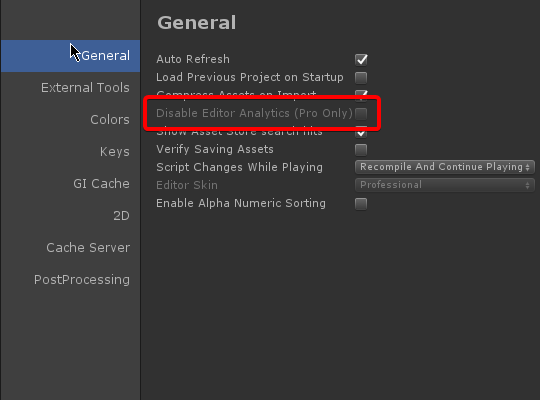 General
General
External Tools
Colors
Keys
GI Cache
2D
Cache Server
PostProcessing
Auto Refresh
Load Previous Project on Startup
Compress Assets on Import
Disable Editor Analytics (Pro Only)
Show Asset Store search hits
Verify Saving Assets
Script Changes While Playing Recompile And Continue Playing
Editor Skin Professional
Enable Alpha Numeric Sorting